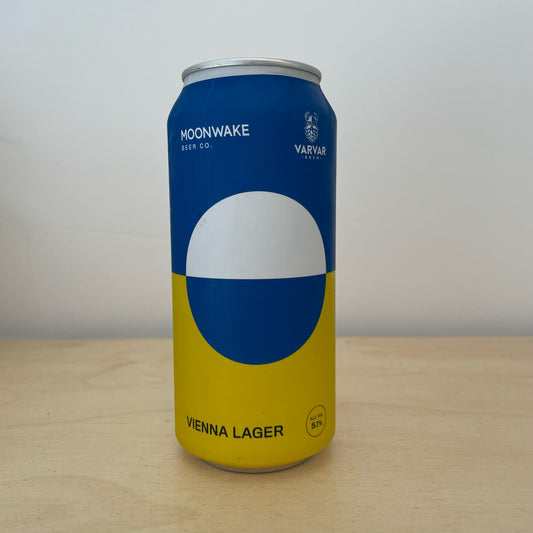 MOONWAKE
BEER CO.
VARVAR
-BREW-
VIENNA LAGER
ALC. VOL.
5.1%